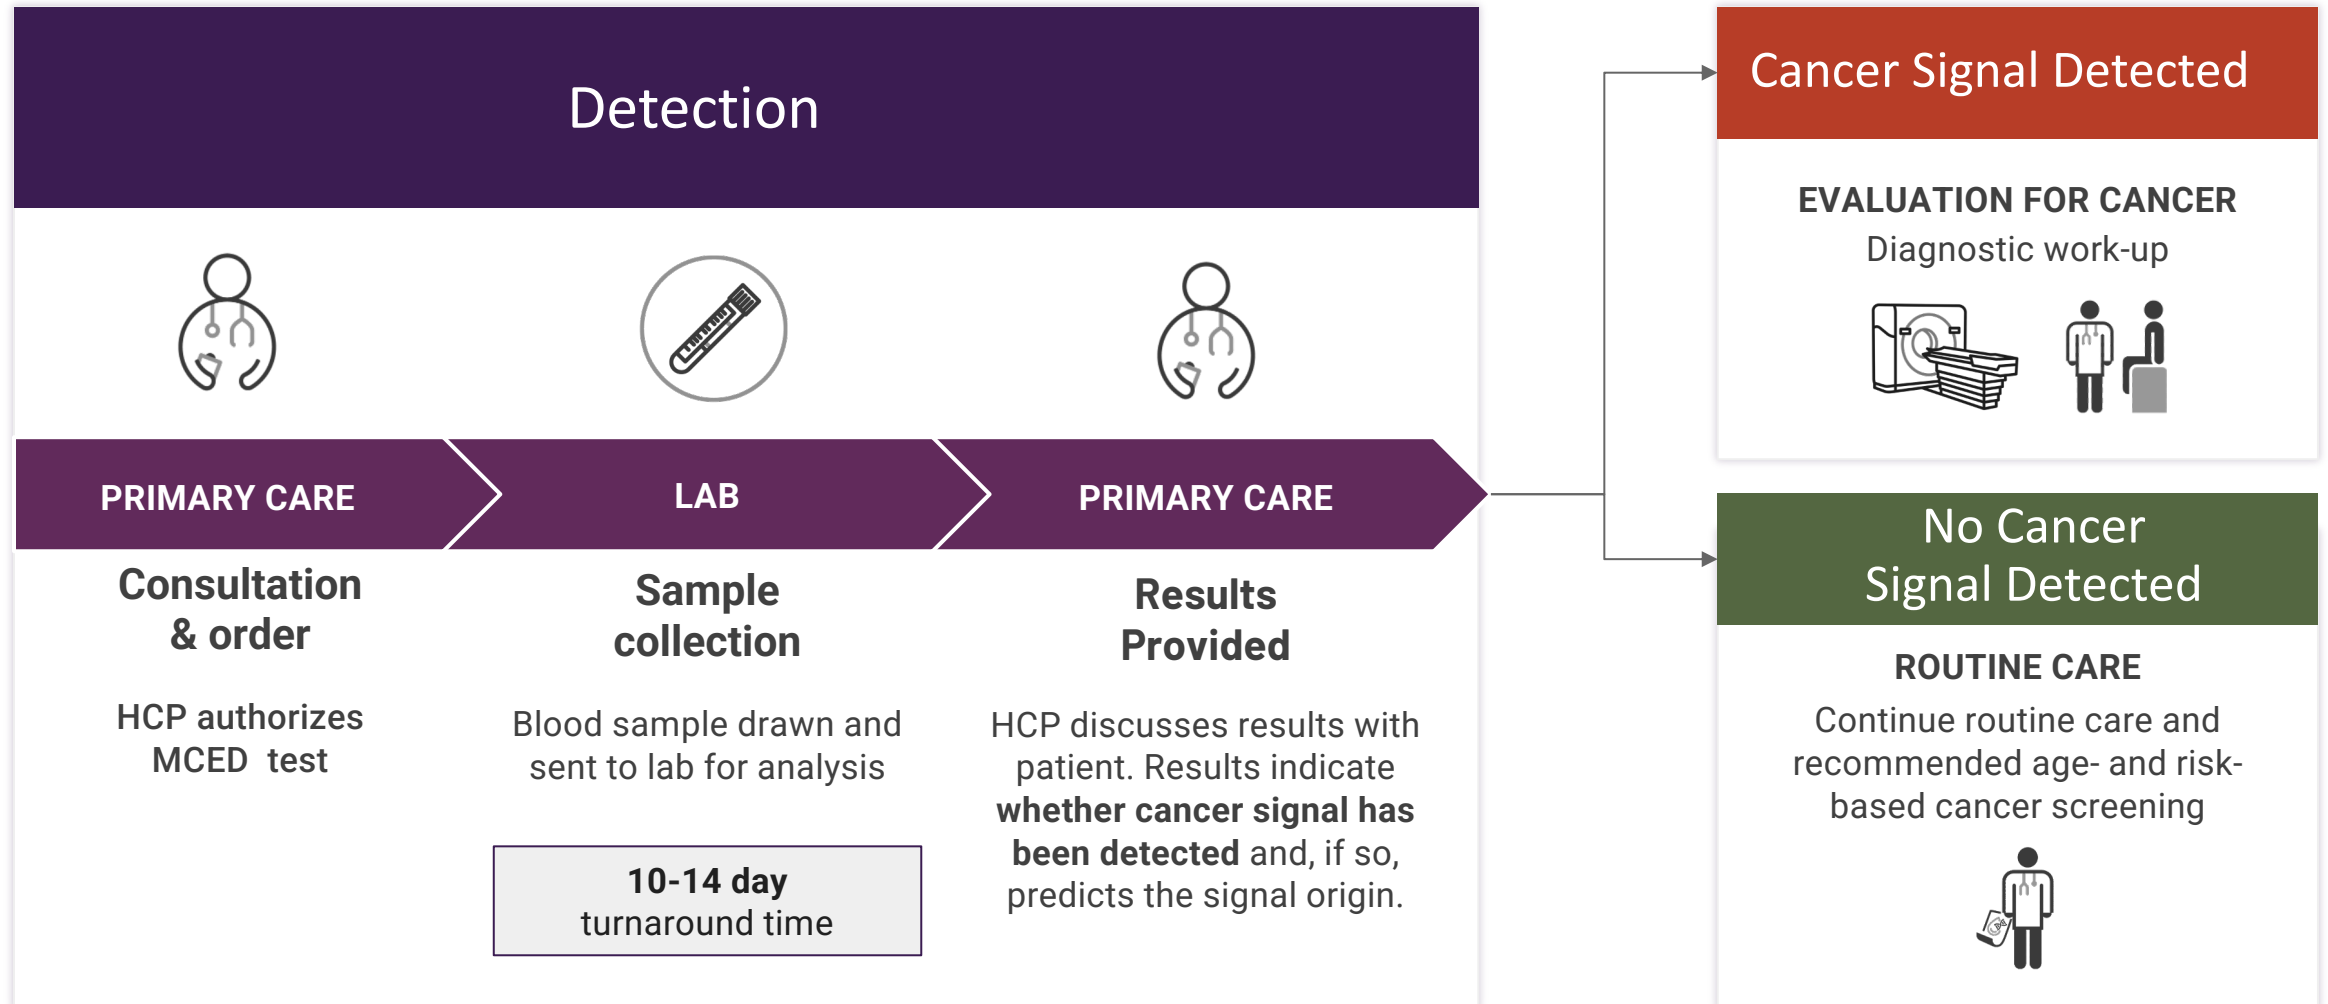 Detection
PRIMARY CARE
Consultation
& order
HCP authorizes
MCED test
LAB
Sample
collection
Blood sample drawn and
sent to lab for analysis
10-14 day
turnaround time
PRIMARY CARE
Results
Provided
HCP discusses results with
patient. Results indicate
whether cancer signal has
been detected and, if so,
predicts the signal origin.
Cancer Signal Detected
EVALUATION FOR CANCER
Diagnostic work-up
No Cancer
Signal Detected
ROUTINE CARE
Continue routine care and
recommended age- and risk-
based cancer screening